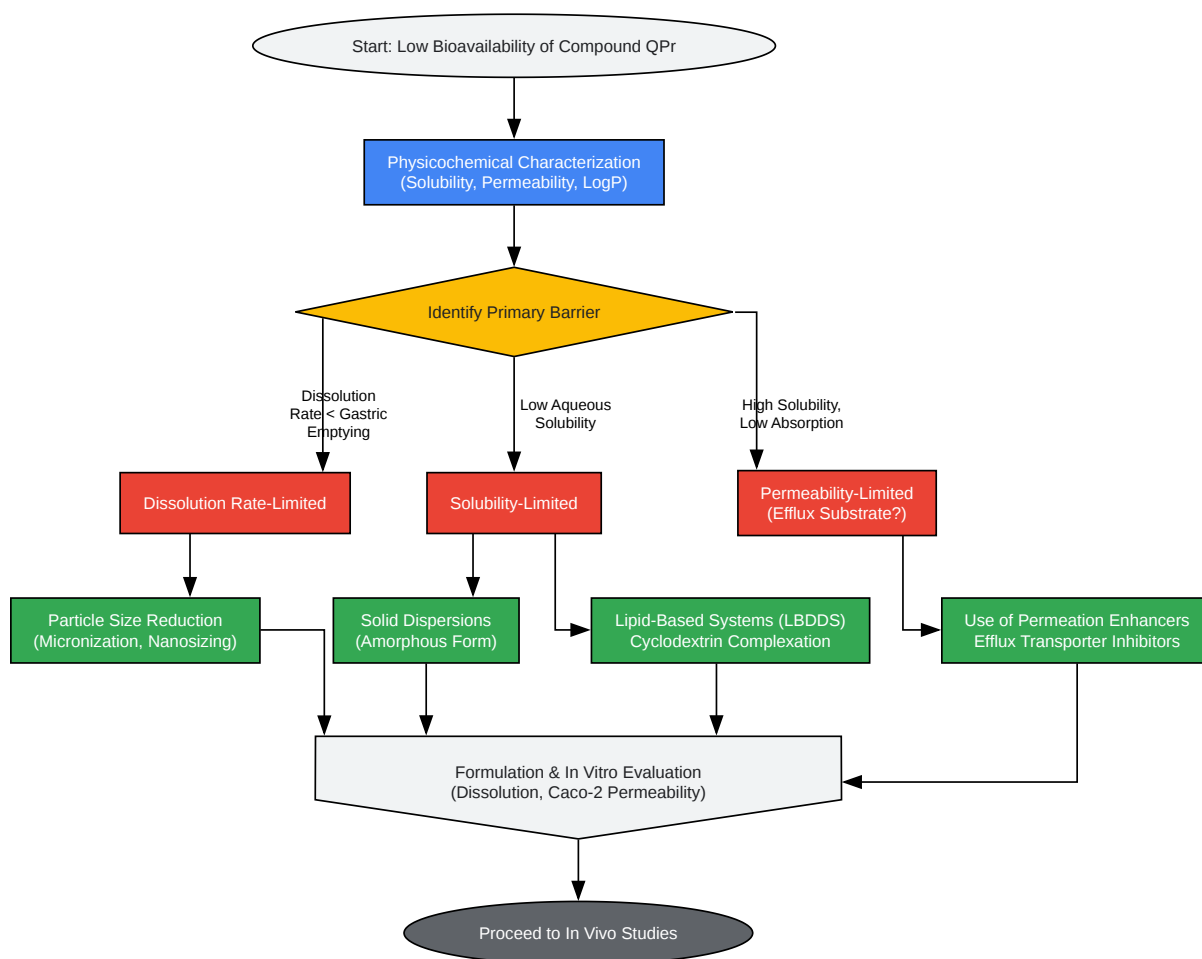 Start: Low Bioavailability of Compound QPr
Physicochemical Characterization
(Solubility, Permeability, LogP)
Identify Primary Barrier
Dissolution
Rate < Gastric
Emptying
Low Aqueous
Solubility
High Solubility,
Low Absorption
Dissolution Rate-Limited
Solubility-Limited
Permeability-Limited
(Efflux Substrate?)
Particle Size Reduction
(Micronization, Nanosizing)
Solid Dispersions
(Amorphous Form)
Lipid-Based Systems (LBDDS)
Cyclodextrin Complexation
Use of Permeation Enhancers
Efflux Transporter Inhibitors
Formulation & In Vitro Evaluation
(Dissolution, Caco-2 Permeability)
Proceed to In Vivo Studies